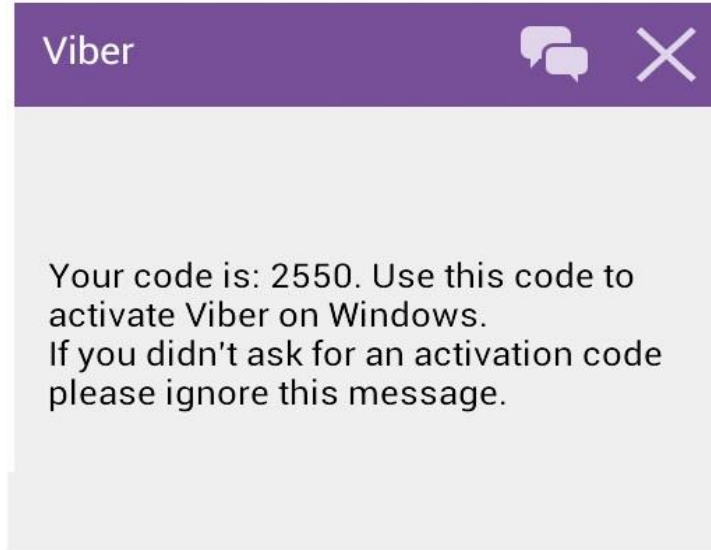 Viber
Your code is: 2550. Use this code to
activate Viber on Windows.
If you didn't ask for an activation code
please ignore this message.